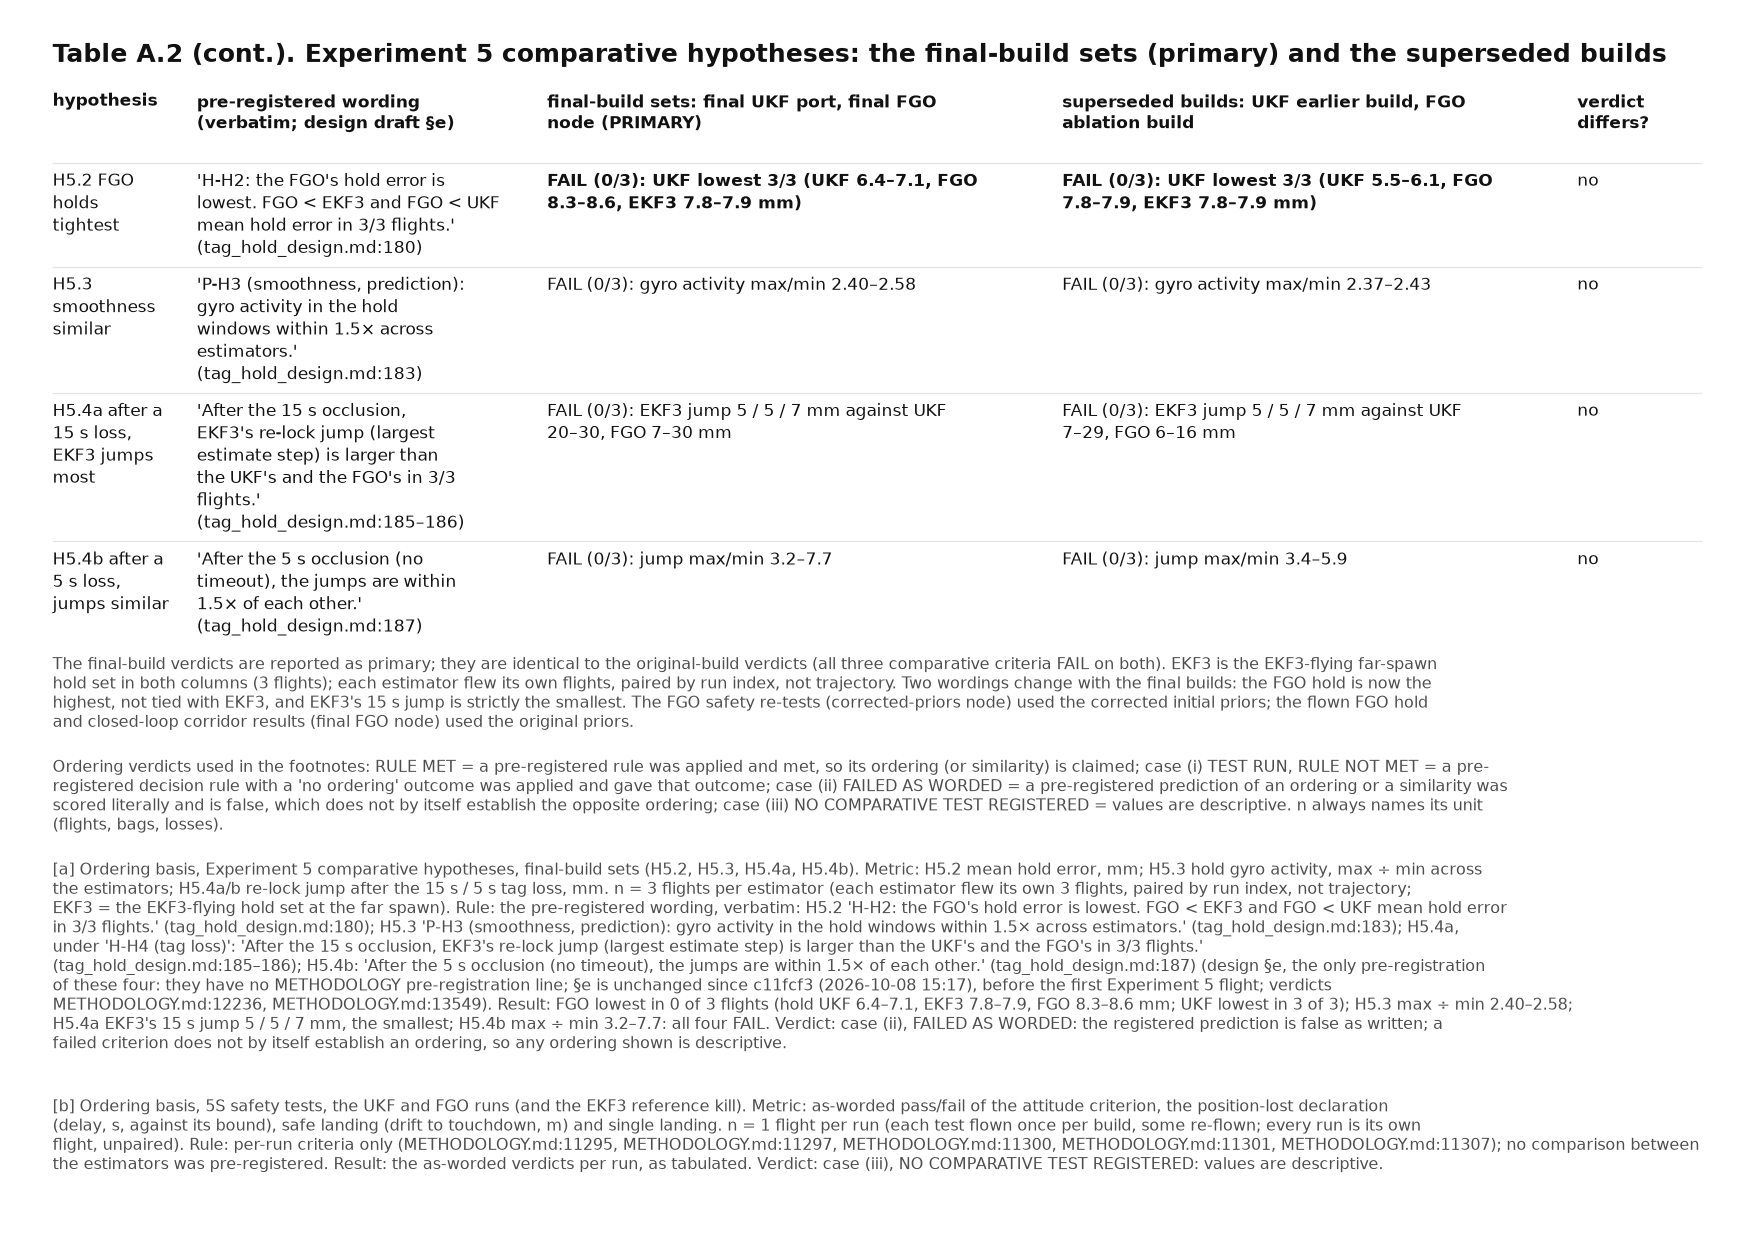 Table A.2 (cont.). Experiment 5 comparative hypotheses: the final-build sets (primary) and the superseded builds
hypothesis
pre-registered wording
(verbatim; design draft §e)
final-build sets: final UKF port, final FGO
node (PRIMARY)
superseded builds: UKF earlier build, FGO
ablation build
verdict
differs?
H5.2 FGO
holds
tightest
'H-H2: the FGO's hold error is
lowest. FGO < EKF3 and FGO < UKF
mean hold error in 3/3 flights.'
(tag_hold_design.md:180)
FAIL (0/3): UKF lowest 3/3 (UKF 6.4–7.1, FGO
8.3–8.6, EKF3 7.8–7.9 mm)
FAIL (0/3): UKF lowest 3/3 (UKF 5.5–6.1, FGO
7.8–7.9, EKF3 7.8–7.9 mm)
no
H5.3
smoothness
similar
'P-H3 (smoothness, prediction):
gyro activity in the hold
windows within 1.5× across
estimators.'
(tag_hold_design.md:183)
FAIL (0/3): gyro activity max/min 2.40–2.58
FAIL (0/3): gyro activity max/min 2.37–2.43
no
H5.4a after a
15 s loss,
EKF3 jumps
most
'After the 15 s occlusion,
EKF3's re-lock jump (largest
estimate step) is larger than
the UKF's and the FGO's in 3/3
flights.'
(tag_hold_design.md:185–186)
FAIL (0/3): EKF3 jump 5 / 5 / 7 mm against UKF
20–30, FGO 7–30 mm
FAIL (0/3): EKF3 jump 5 / 5 / 7 mm against UKF
7–29, FGO 6–16 mm
no
H5.4b after a
5 s loss,
jumps similar
'After the 5 s occlusion (no
timeout), the jumps are within
1.5× of each other.'
(tag_hold_design.md:187)
FAIL (0/3): jump max/min 3.2–7.7
FAIL (0/3): jump max/min 3.4–5.9
no
The final-build verdicts are reported as primary; they are identical to the original-build verdicts (all three comparative criteria FAIL on both). EKF3 is the EKF3-flying far-spawn
hold set in both columns (3 flights); each estimator flew its own flights, paired by run index, not trajectory. Two wordings change with the final builds: the FGO hold is now the
highest, not tied with EKF3, and EKF3's 15 s jump is strictly the smallest. The FGO safety re-tests (corrected-priors node) used the corrected initial priors; the flown FGO hold
and closed-loop corridor results (final FGO node) used the original priors.
Ordering verdicts used in the footnotes: RULE MET = a pre-registered rule was applied and met, so its ordering (or similarity) is claimed; case (i) TEST RUN, RULE NOT MET = a pre-
registered decision rule with a 'no ordering' outcome was applied and gave that outcome; case (ii) FAILED AS WORDED = a pre-registered prediction of an ordering or a similarity was
scored literally and is false, which does not by itself establish the opposite ordering; case (iii) NO COMPARATIVE TEST REGISTERED = values are descriptive. n always names its unit
(flights, bags, losses).
[a] Ordering basis, Experiment 5 comparative hypotheses, final-build sets (H5.2, H5.3, H5.4a, H5.4b). Metric: H5.2 mean hold error, mm; H5.3 hold gyro activity, max ÷ min across
the estimators; H5.4a/b re-lock jump after the 15 s / 5 s tag loss, mm. n = 3 flights per estimator (each estimator flew its own 3 flights, paired by run index, not trajectory;
EKF3 = the EKF3-flying hold set at the far spawn). Rule: the pre-registered wording, verbatim: H5.2 'H-H2: the FGO's hold error is lowest. FGO < EKF3 and FGO < UKF mean hold error
in 3/3 flights.' (tag_hold_design.md:180); H5.3 'P-H3 (smoothness, prediction): gyro activity in the hold windows within 1.5× across estimators.' (tag_hold_design.md:183); H5.4a,
under 'H-H4 (tag loss)': 'After the 15 s occlusion, EKF3's re-lock jump (largest estimate step) is larger than the UKF's and the FGO's in 3/3 flights.'
(tag_hold_design.md:185–186); H5.4b: 'After the 5 s occlusion (no timeout), the jumps are within 1.5× of each other.' (tag_hold_design.md:187) (design §e, the only pre-registration
of these four: they have no METHODOLOGY pre-registration line; §e is unchanged since c11fcf3 (2026-10-08 15:17), before the first Experiment 5 flight; verdicts
METHODOLOGY.md:12236, METHODOLOGY.md:13549). Result: FGO lowest in 0 of 3 flights (hold UKF 6.4–7.1, EKF3 7.8–7.9, FGO 8.3–8.6 mm; UKF lowest in 3 of 3); H5.3 max ÷ min 2.40–2.58;
H5.4a EKF3's 15 s jump 5 / 5 / 7 mm, the smallest; H5.4b max ÷ min 3.2–7.7: all four FAIL. Verdict: case (ii), FAILED AS WORDED: the registered prediction is false as written; a
failed criterion does not by itself establish an ordering, so any ordering shown is descriptive.
[b] Ordering basis, 5S safety tests, the UKF and FGO runs (and the EKF3 reference kill). Metric: as-worded pass/fail of the attitude criterion, the position-lost declaration
(delay, s, against its bound), safe landing (drift to touchdown, m) and single landing. n = 1 flight per run (each test flown once per build, some re-flown; every run is its own
flight, unpaired). Rule: per-run criteria only (METHODOLOGY.md:11295, METHODOLOGY.md:11297, METHODOLOGY.md:11300, METHODOLOGY.md:11301, METHODOLOGY.md:11307); no comparison between
the estimators was pre-registered. Result: the as-worded verdicts per run, as tabulated. Verdict: case (iii), NO COMPARATIVE TEST REGISTERED: values are descriptive.